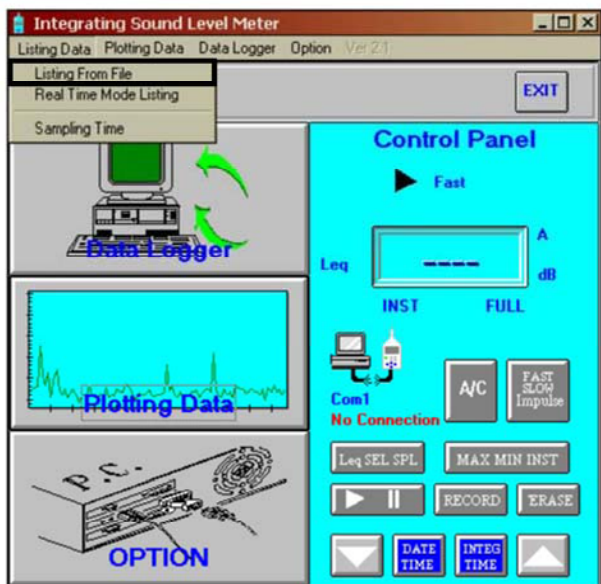 Integrating Sound Level Meter
Listing Data Plotting Data Data Logger Option Ver 2.1
Listing From File
Real Time Mode Listing
Sampling Time
EXIT
Data Logger
Plotting Data
P.C.
OPTION
Control Panel
Fast
A
Leq ---- dB
INST FULL
Com1
No Connection
A/C
FAST
SLOW
Impulse
Leq SEL SPL
MAX MIN INST
RECORD
ERASE
DATE
TIME
INTEG
TIME